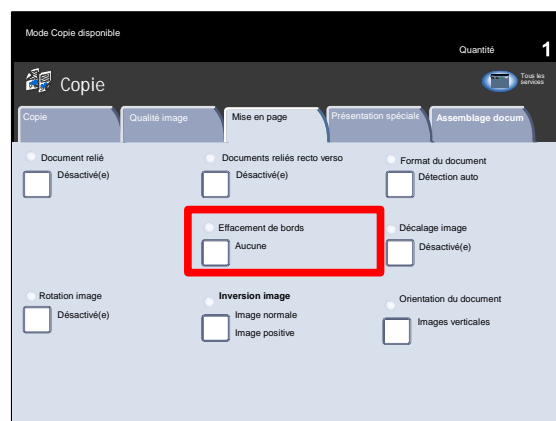 Mode Copie disponible
Quantité 1
Copie
Tous les
services
Copie
Qualité image
Mise en page
Présentation spéciale
Assemblage docum
Document relié
Désactivé(e)
Documents reliés recto verso
Désactivé(e)
Format du document
Détection auto
Effacement de bords
Aucune
Décalage image
Désactivé(e)
Rotation image
Désactivé(e)
Inversion image
Image normale
Image positive
Orientation du document
Images verticales